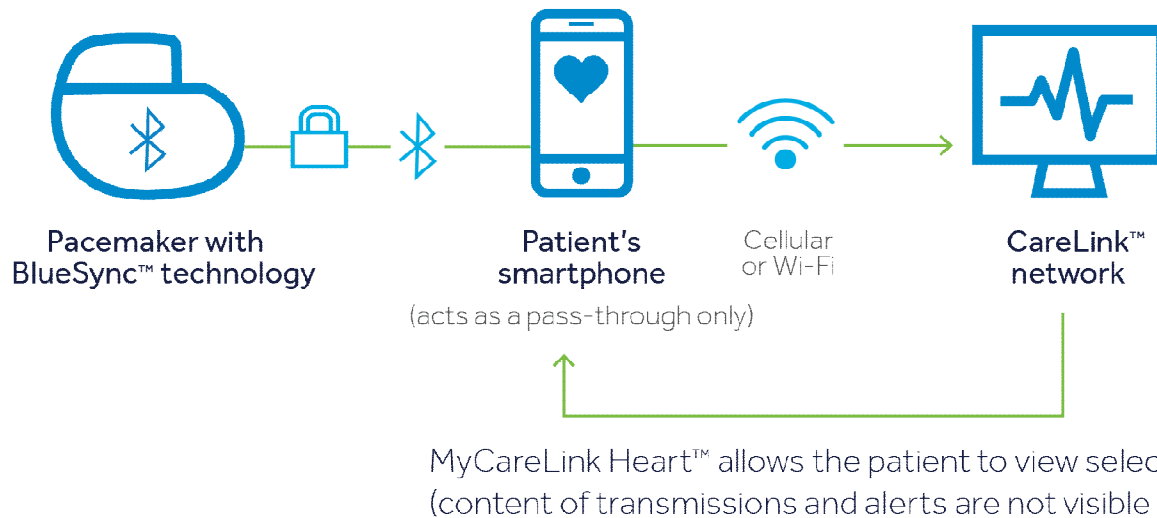 Pacemaker with
BlueSync™ technology
Patient's
smartphone
(acts as a pass-through only)
Cellular
or Wi-Fi
CareLink™
network
MyCareLink Heart™ allows the patient to view
(content of transmissions and alerts are not visible